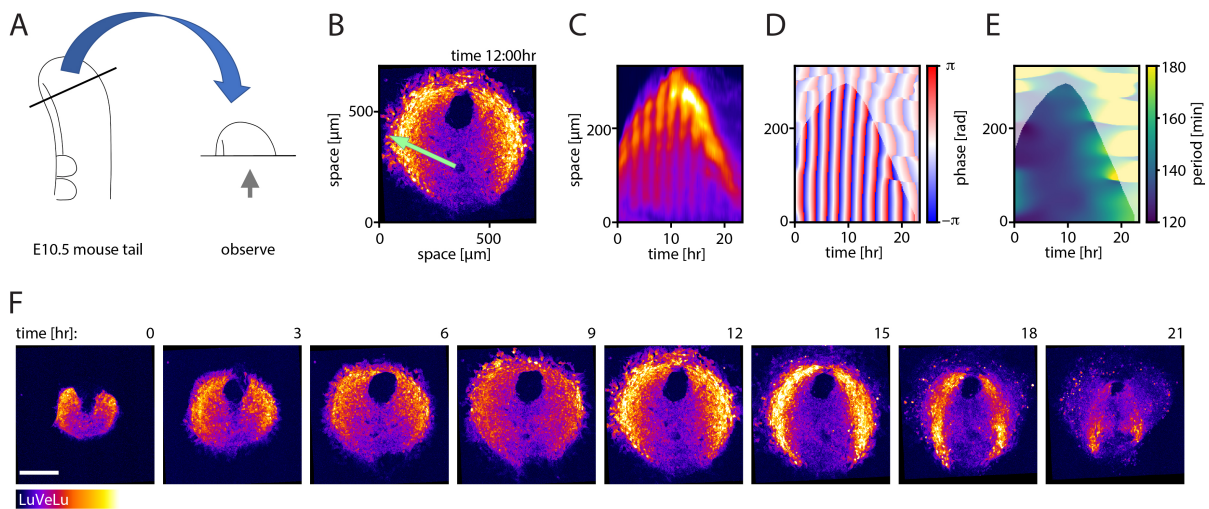 A
E10.5 mouse tail
observe
B
time 12:00hr
space [µm]
500
0
0
500
space [µm]
C
space [µm]
200
0
0
10
20
time [hr]
D
200
0
0
10
20
time [hr]
π
−π
phase [rad]
E
200
0
0
10
20
time [hr]
180
160
140
120
period [min]
F
time [hr]: 0 3 6 9 12 15 18 21
LuVeLu